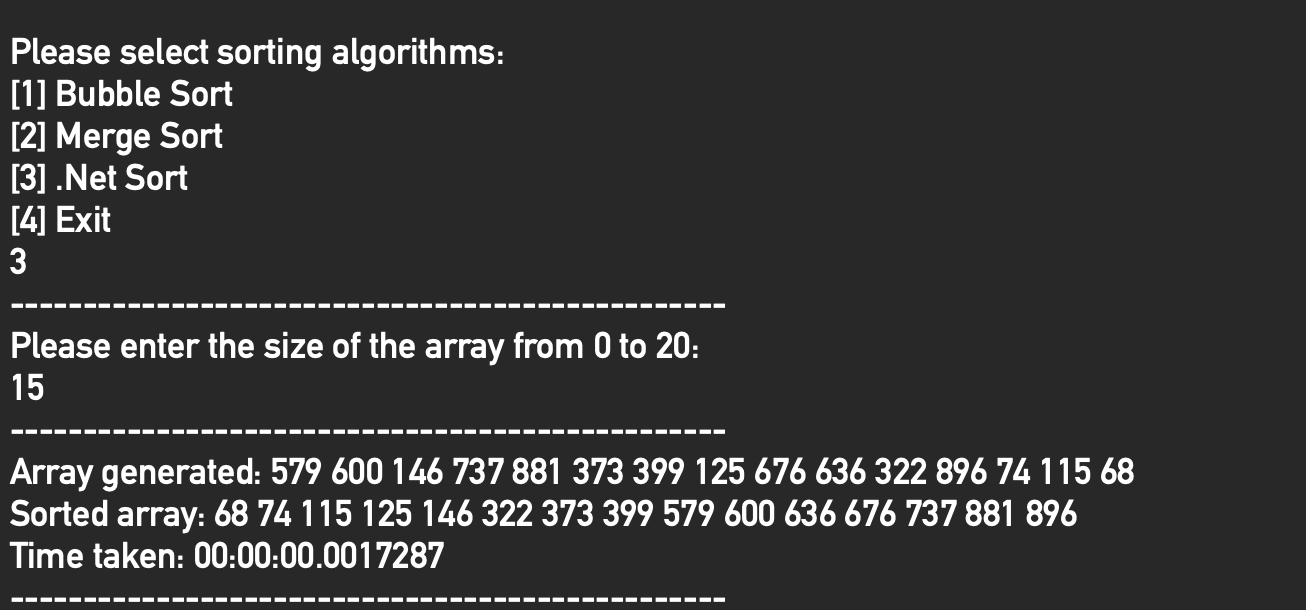 Please select sorting algorithms:
[1] Bubble Sort
[2] Merge Sort
[3] .Net Sort
[4] Exit
3
-------------------------------------------------
Please enter the size of the array from 0 to 20:
15
-------------------------------------------------
Array generated: 579 600 146 737 881 373 399 125 676 636 322 896 74 115 68
Sorted array: 68 74 115 125 146 322 373 399 579 600 636 676 737 881 896
Time taken: 00:00:00.0017287
-------------------------------------------------